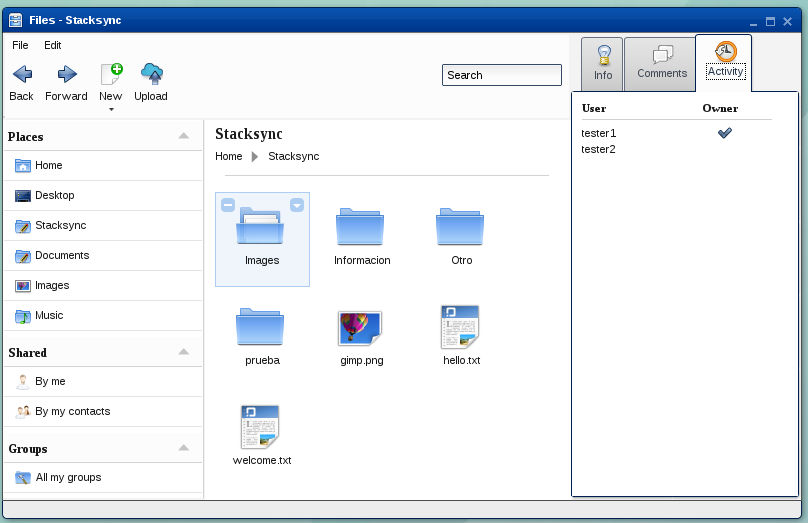 Files - Stacksync
File Edit
Back Forward New Upload
Search
Info Comments Activity
Places
Home
Desktop
Stacksync
Documents
Images
Music
Shared
By me
By my contacts
Groups
All my groups
Stacksync
Home Stacksync
Images Informacion Otro
prueba gimp.png hello.txt
welcome.txt
User Owner
tester1
tester2